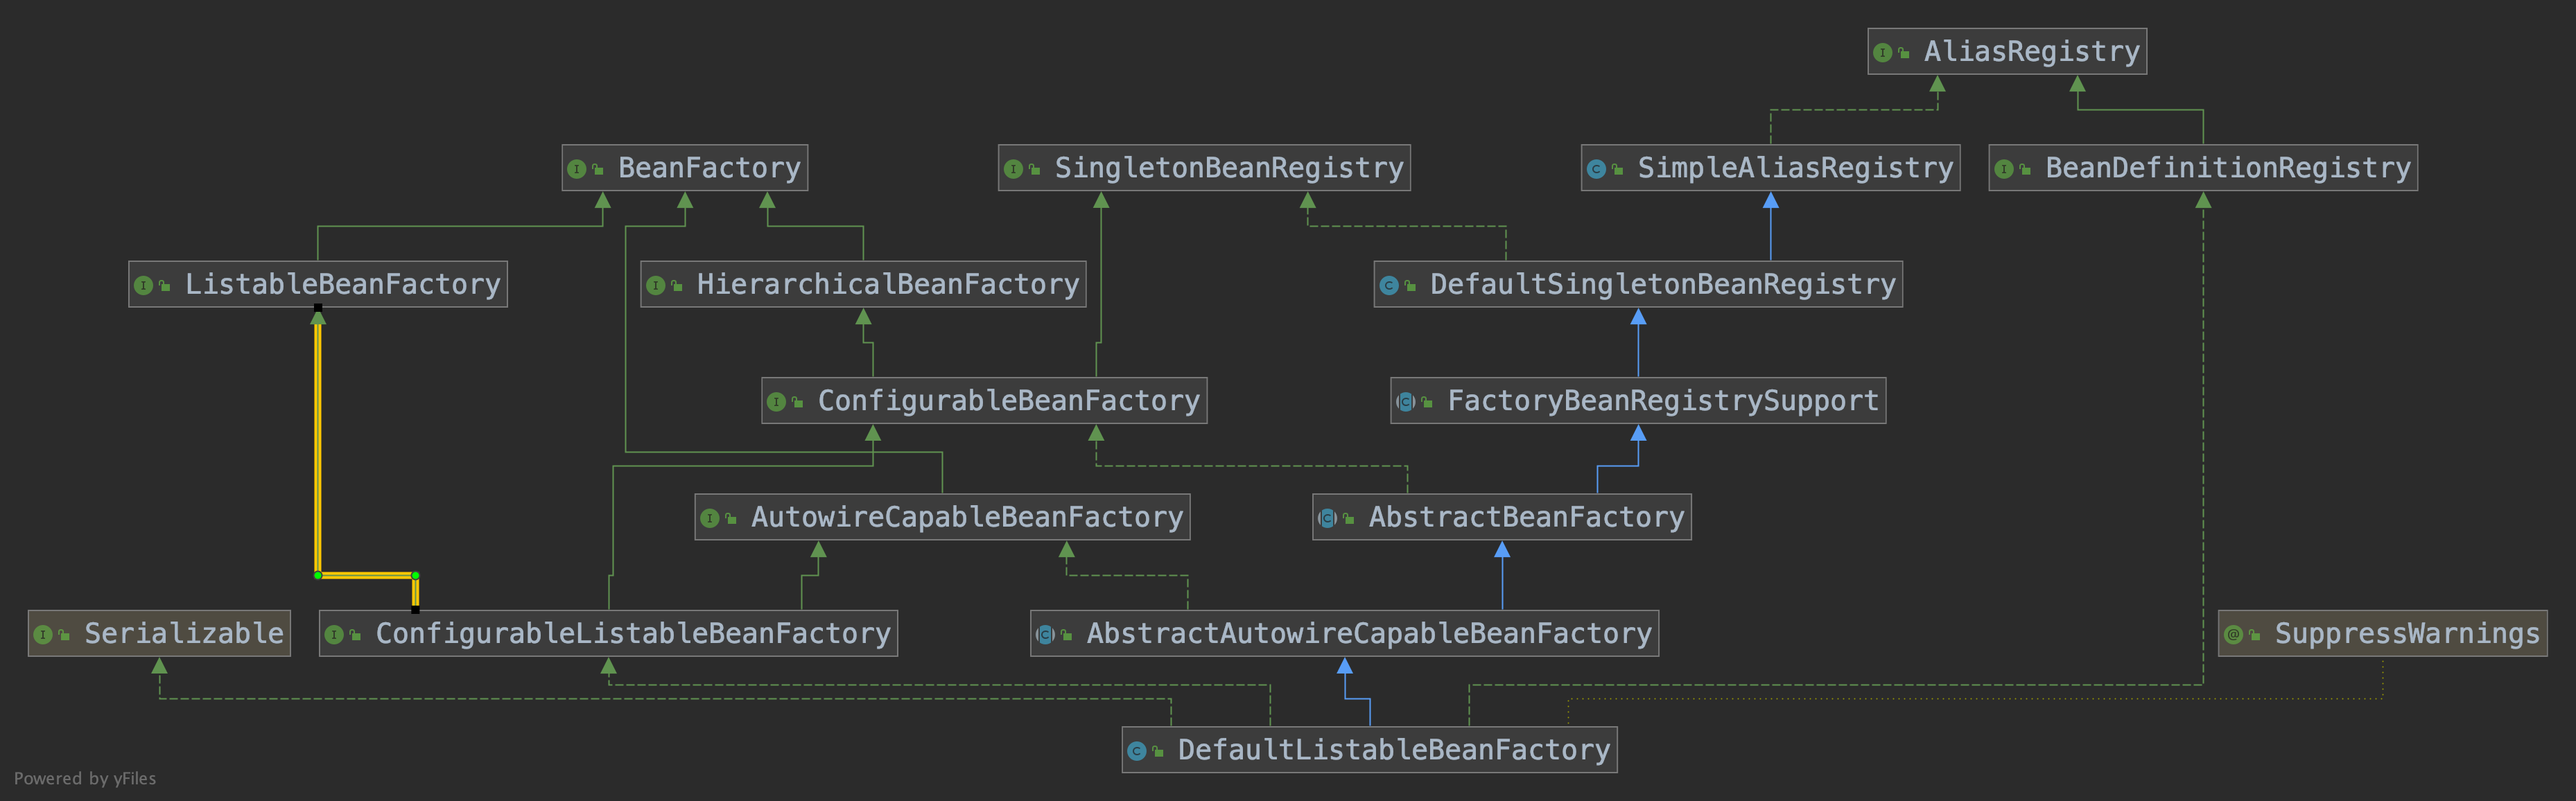 AliasRegistry
BeanFactory
SingletonBeanRegistry
SimpleAliasRegistry
BeanDefinitionRegistry
ListableBeanFactory
HierarchicalBeanFactory
DefaultSingletonBeanRegistry
ConfigurableBeanFactory
FactoryBeanRegistrySupport
AutowireCapableBeanFactory
AbstractBeanFactory
Serializable
ConfigurableListableBeanFactory
AbstractAutowireCapableBeanFactory
SuppressWarnings
DefaultListableBeanFactory
Powered by yFiles